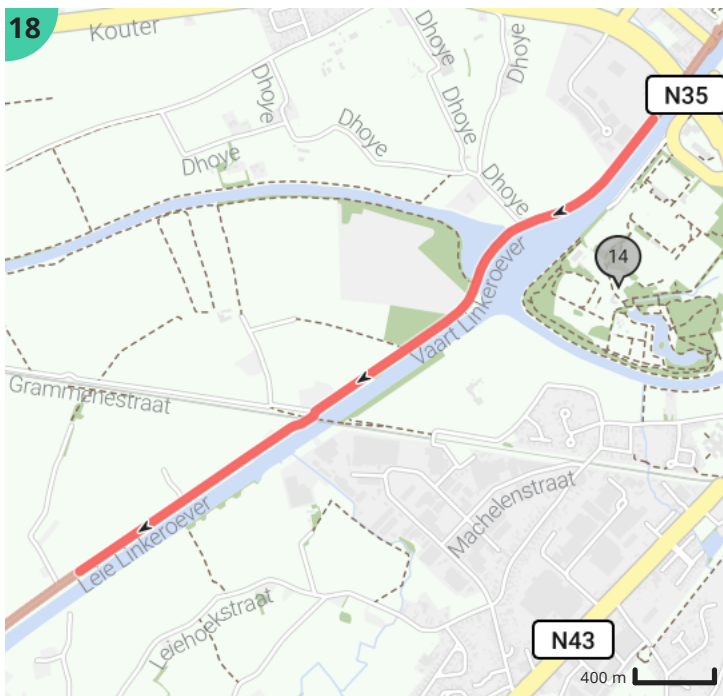 18
Kouter
Dhoye
Dhoye
N35
Dhoye
Dhoye
Dhoye
Dhoye
Dhoye
14
Vaart Linkeroever
Grammenestraat
Machelenstraat
Leie Linkeroever
Leiehoekstraat
N43
400 m